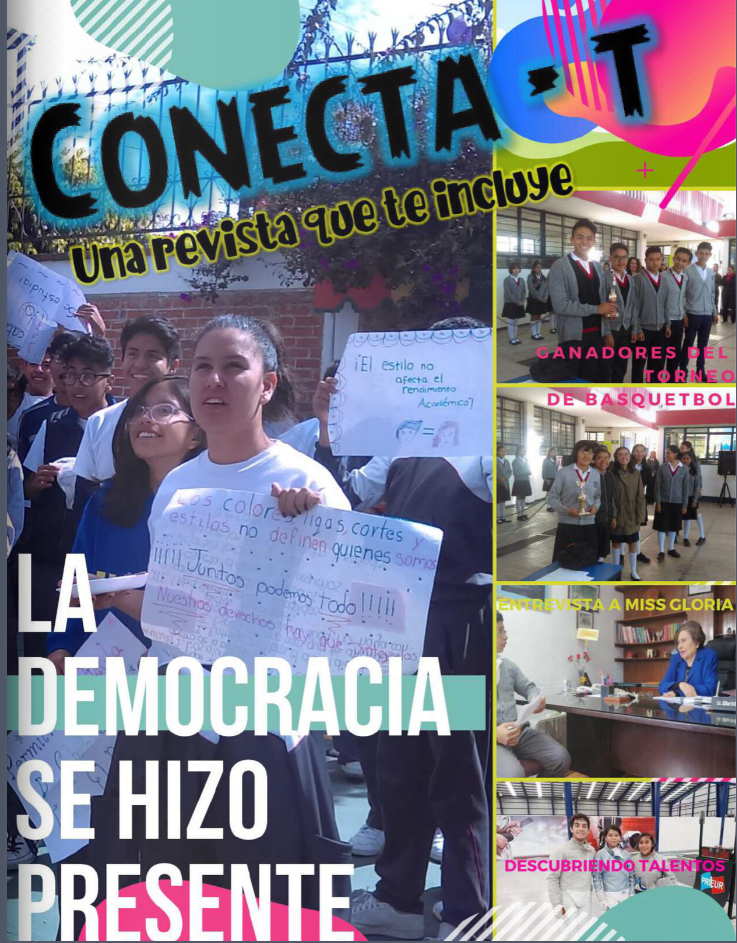 CONECTA-T
Una revista que te incluye
¡El estilo no
afecta el
rendimiento
Académico!
=
Los colores, ligas, cortes y
estilos no definen quienes somos
¡¡¡¡¡ Juntos podemos todo !!!!!
Nuestros derechos hay que
LA
DEMOCRACIA
SE HIZO
PRESENTE
GANADORES DEL
TORNEO
DE BASQUETBOL
ENTREVISTA A MISS GLORIA
DESCUBRIENDO TALENTOS